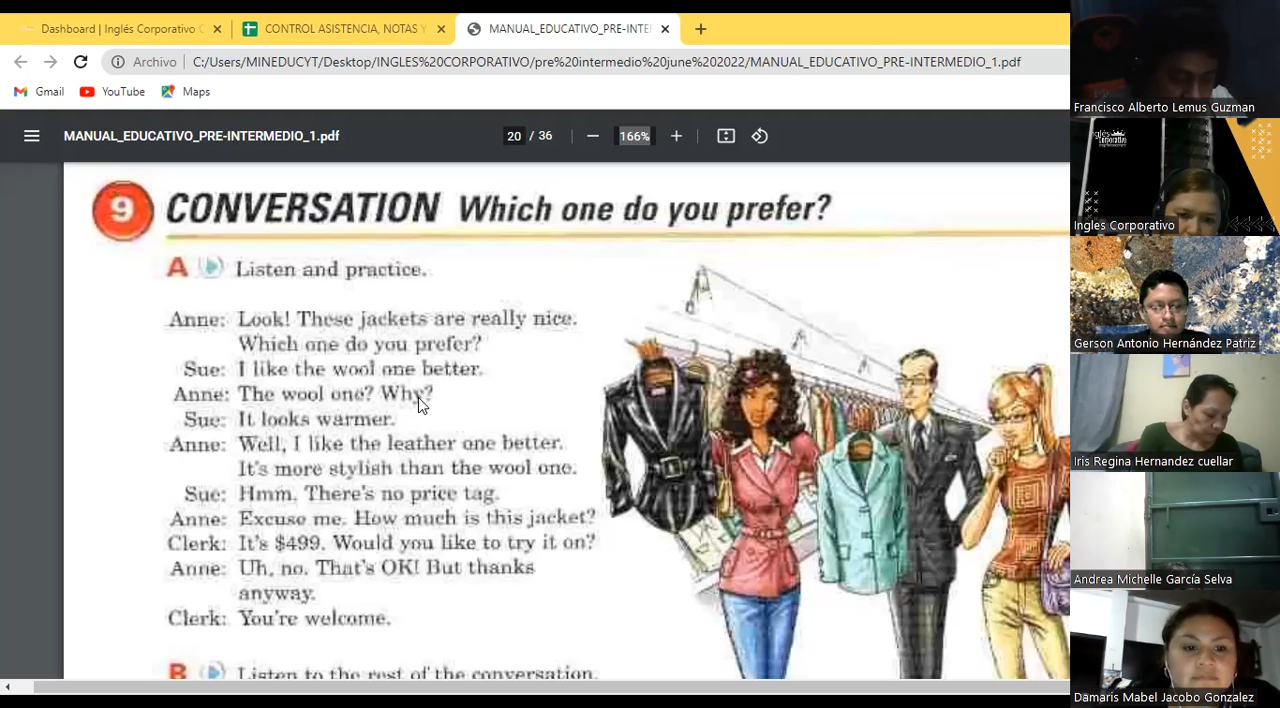 Dashboard | Inglés Corporativo C
CONTROL ASISTENCIA, NOTAS Y
MANUAL_EDUCATIVO_PRE-INTER
Archivo
C:/Users/MINEDUCYT/Desktop/INGLES%20CORPORATIVO/pre%20intermedio%20june%202022/MANUAL_EDUCATIVO_PRE-INTERMEDIO_1.pdf
Gmail
YouTube
Maps
MANUAL_EDUCATIVO_PRE-INTERMEDIO_1.pdf
20 / 36
166%
9 CONVERSATION Which one do you prefer?
A Listen and practice.
Anne: Look! These jackets are really nice.
Which one do you prefer?
Sue: I like the wool one better.
Anne: The wool one? Why?
Sue: It looks warmer.
Anne: Well, I like the leather one better.
It's more stylish than the wool one.
Sue: Hmm. There's no price tag.
Anne: Excuse me. How much is this jacket?
Clerk: It's $499. Would you like to try it on?
Anne: Uh, no. That's OK! But thanks
anyway.
Clerk: You're welcome.
B Listen to the rest of the conversation.
Francisco Alberto Lemus Guzman
Inglés
Corporativo
Ingles Corporativo
Gerson Antonio Hernández Patriz
Iris Regina Hernandez cuellar
Andrea Michelle García Selva
Damaris Mabel Jacobo Gonzalez